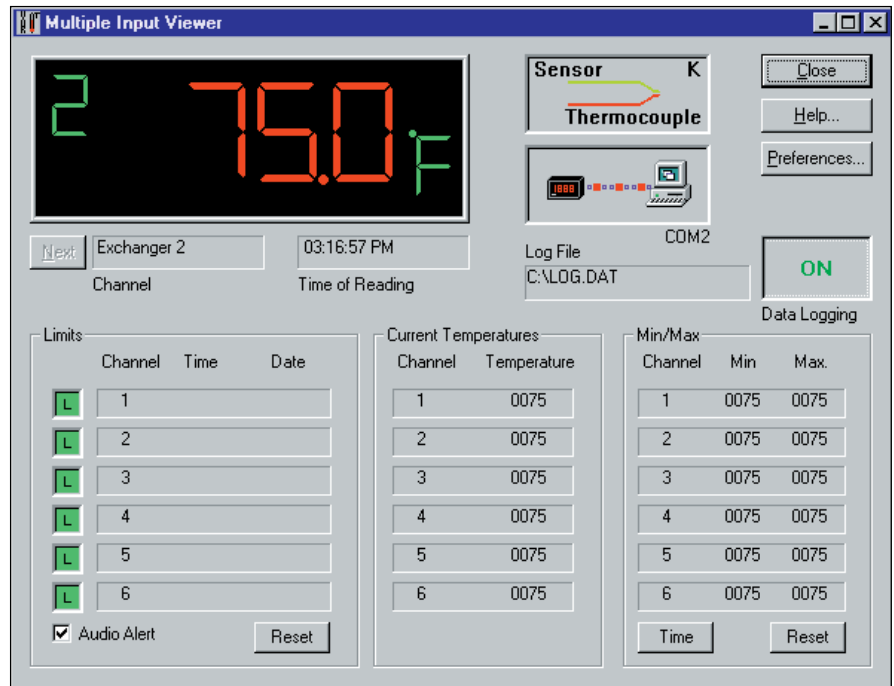 Multiple Input Viewer
2 75.0°F
Sensor K
Thermocouple
Close
Help...
Preferences...
1888
COM2
Next
Exchanger 2
03:16:57 PM
Channel
Time of Reading
Log File
C:\LOG.DAT
ON
Data Logging
Limits
Channel Time Date
L 1
L 2
L 3
L 4
L 5
L 6
Audio Alert
Reset
Current Temperatures
Channel Temperature
1 0075
2 0075
3 0075
4 0075
5 0075
6 0075
Min/Max
Channel Min Max.
1 0075 0075
2 0075 0075
3 0075 0075
4 0075 0075
5 0075 0075
6 0075 0075
Time
Reset